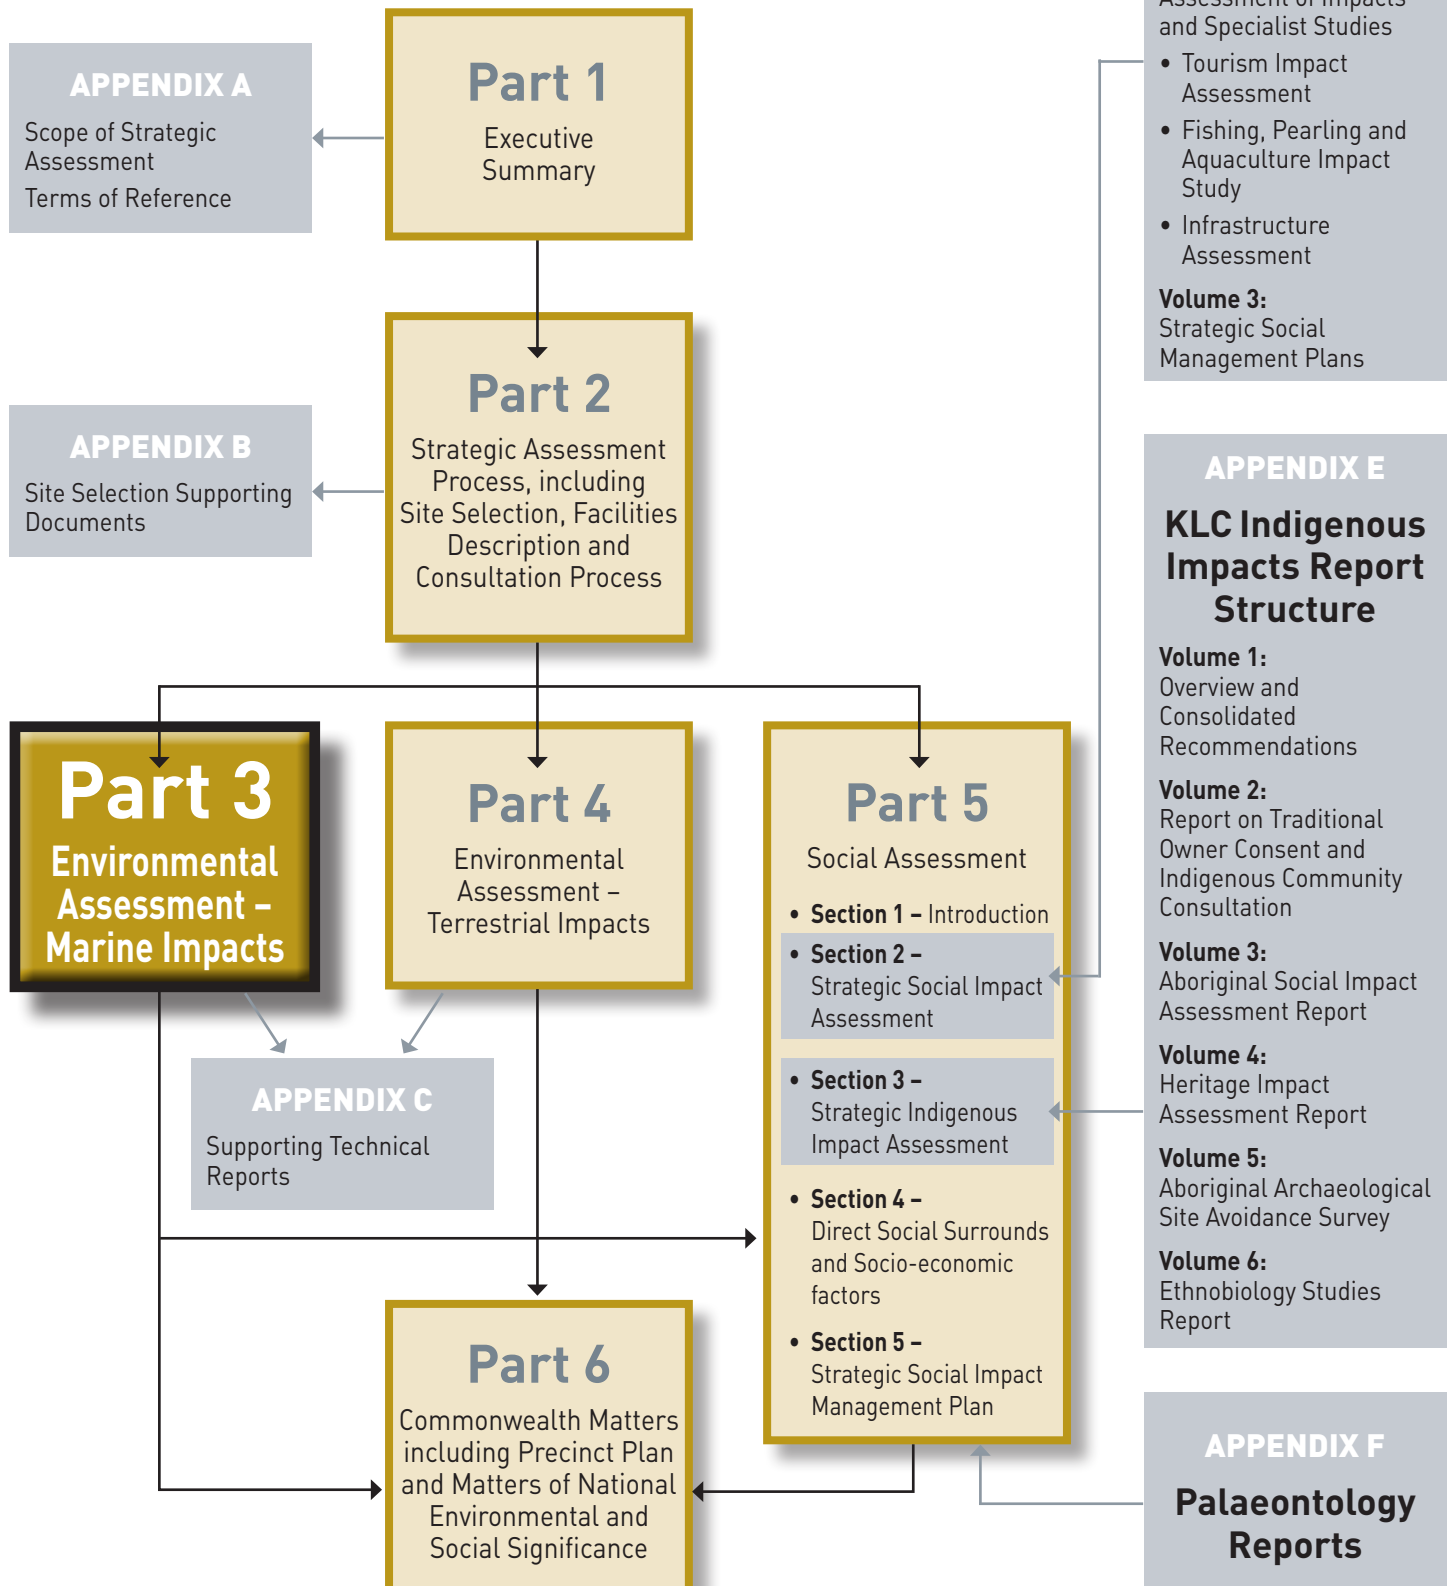 APPENDIX A
Scope of Strategic
Assessment
Terms of Reference
Part 1
Executive
Summary
Assessment of Impacts
and Specialist Studies
• Tourism Impact
Assessment
• Fishing, Pearling and
Aquaculture Impact
Study
• Infrastructure
Assessment
Volume 3:
Strategic Social
Management Plans
APPENDIX B
Site Selection Supporting
Documents
Part 2
Strategic Assessment
Process, including
Site Selection, Facilities
Description and
Consultation Process
Part 3
Environmental
Assessment –
Marine Impacts
Part 4
Environmental
Assessment –
Terrestrial Impacts
Part 5
Social Assessment
• Section 1 – Introduction
• Section 2 –
Strategic Social Impact
Assessment
• Section 3 –
Strategic Indigenous
Impact Assessment
• Section 4 –
Direct Social Surrounds
and Socio-economic
factors
• Section 5 –
Strategic Social Impact
Management Plan
APPENDIX C
Supporting Technical
Reports
Part 6
Commonwealth Matters
including Precinct Plan
and Matters of National
Environmental and
Social Significance
APPENDIX E
KLC Indigenous
Impacts Report
Structure
Volume 1:
Overview and
Consolidated
Recommendations
Volume 2:
Report on Traditional
Owner Consent and
Indigenous Community
Consultation
Volume 3:
Aboriginal Social Impact
Assessment Report
Volume 4:
Heritage Impact
Assessment Report
Volume 5:
Aboriginal Archaeological
Site Avoidance Survey
Volume 6:
Ethnobiology Studies
Report
APPENDIX F
Palaeontology
Reports